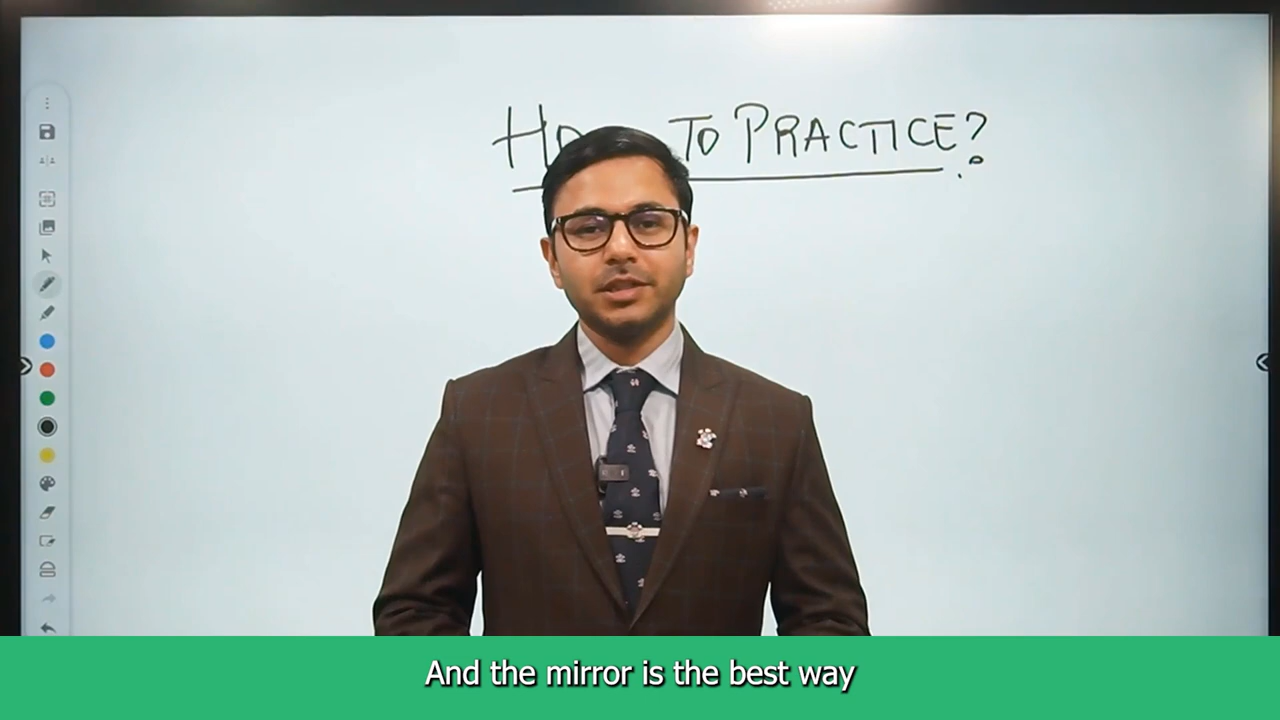 TO PRACTICE?
And the mirror is the best way